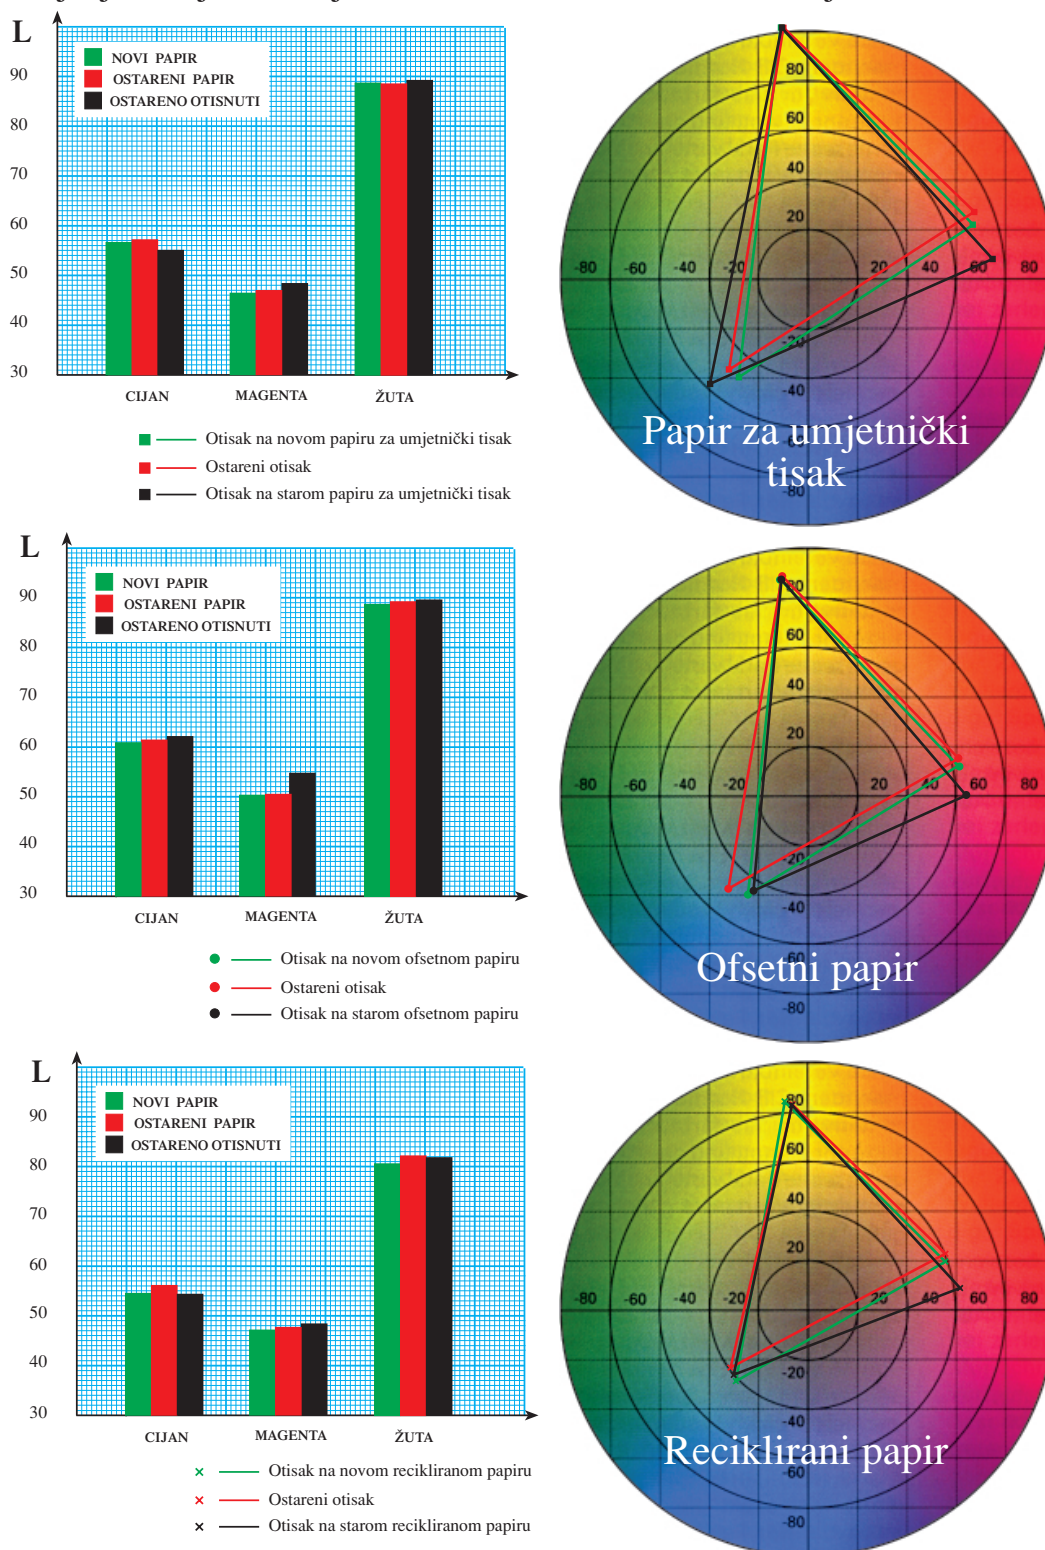 L
90
80
70
60
50
40
30
NOVI PAPIR
OSTARENI PAPIR
OSTARENO OTISNUTI
CIJAN
MAGENTA
ŽUTA
Otisak na novom papiru za umjetnički tisak
Ostareni otisak
Otisak na starom papiru za umjetnički tisak
80
60
40
20
-80 -60 -40 -20 20 40 60 80
-20
-40
-60
-80
Papir za umjetnički
tisak
L
90
80
70
60
50
40
30
NOVI PAPIR
OSTARENI PAPIR
OSTARENO OTISNUTI
CIJAN
MAGENTA
ŽUTA
Otisak na novom ofsetnom papiru
Ostareni otisak
Otisak na starom ofsetnom papiru
80
60
40
20
-80 -60 -40 -20 20 40 60 80
-20
-40
-60
-80
Ofsetni papir
L
90
80
70
60
50
40
30
NOVI PAPIR
OSTARENI PAPIR
OSTARENO OTISNUTI
CIJAN
MAGENTA
ŽUTA
Otisak na novom recikliranom papiru
Ostareni otisak
Otisak na starom recikliranom papiru
80
60
40
20
-80 -60 -40 -20 20 40 60 80
-20
-40
-60
-80
Reciklirani papir